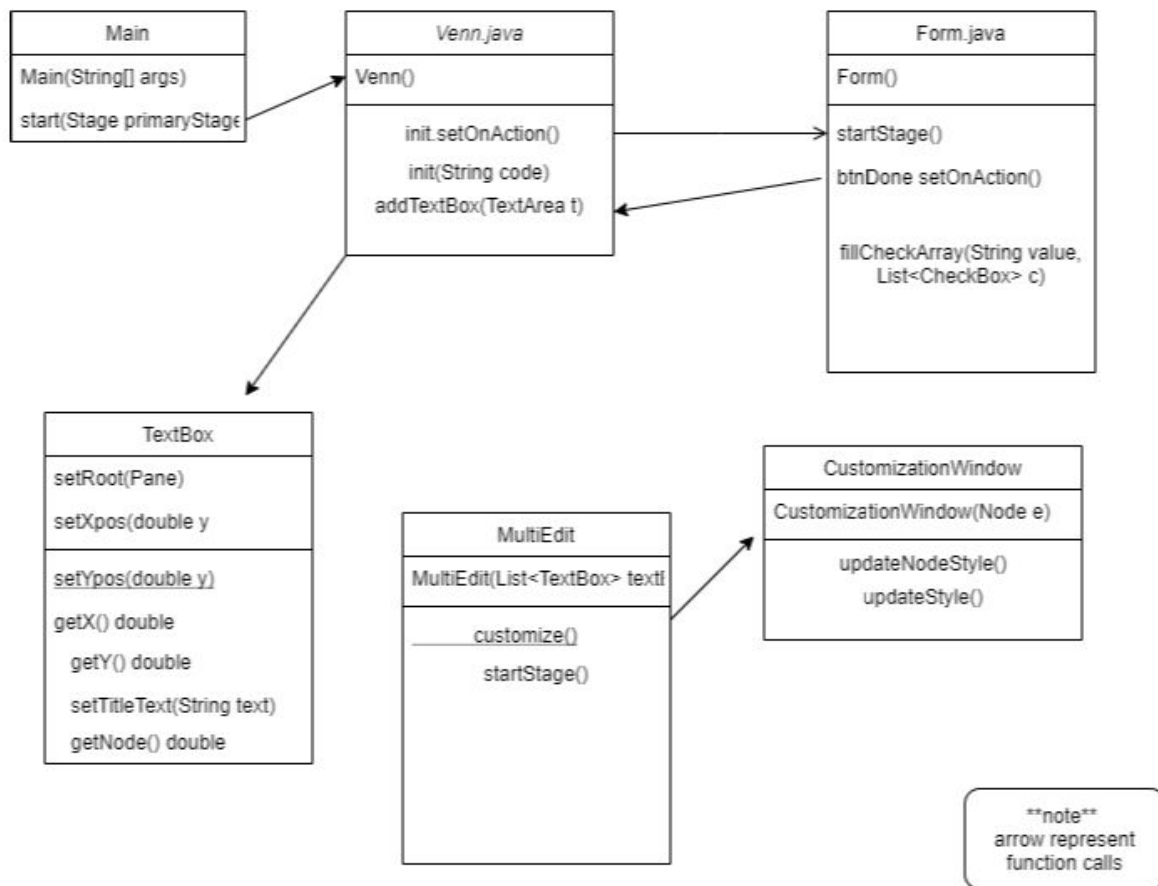 Main
Main(String[] args)
start(Stage primaryStage
Venn.java
Venn()
init.setOnAction()
init(String code)
addTextBox(TextArea t)
Form.java
Form()
startStage()
btnDone setOnAction()
fillCheckArray(String value,
List<CheckBox> c)
TextBox
setRoot(Pane)
setXpos(double y
setYpos(double y)
getX() double
getY() double
setTitleText(String text)
getNode() double
MultiEdit
MultiEdit(List<TextBox> text
customize()
startStage()
CustomizationWindow
CustomizationWindow(Node e)
updateNodeStyle()
updateStyle()
**note**
arrow represent
function calls